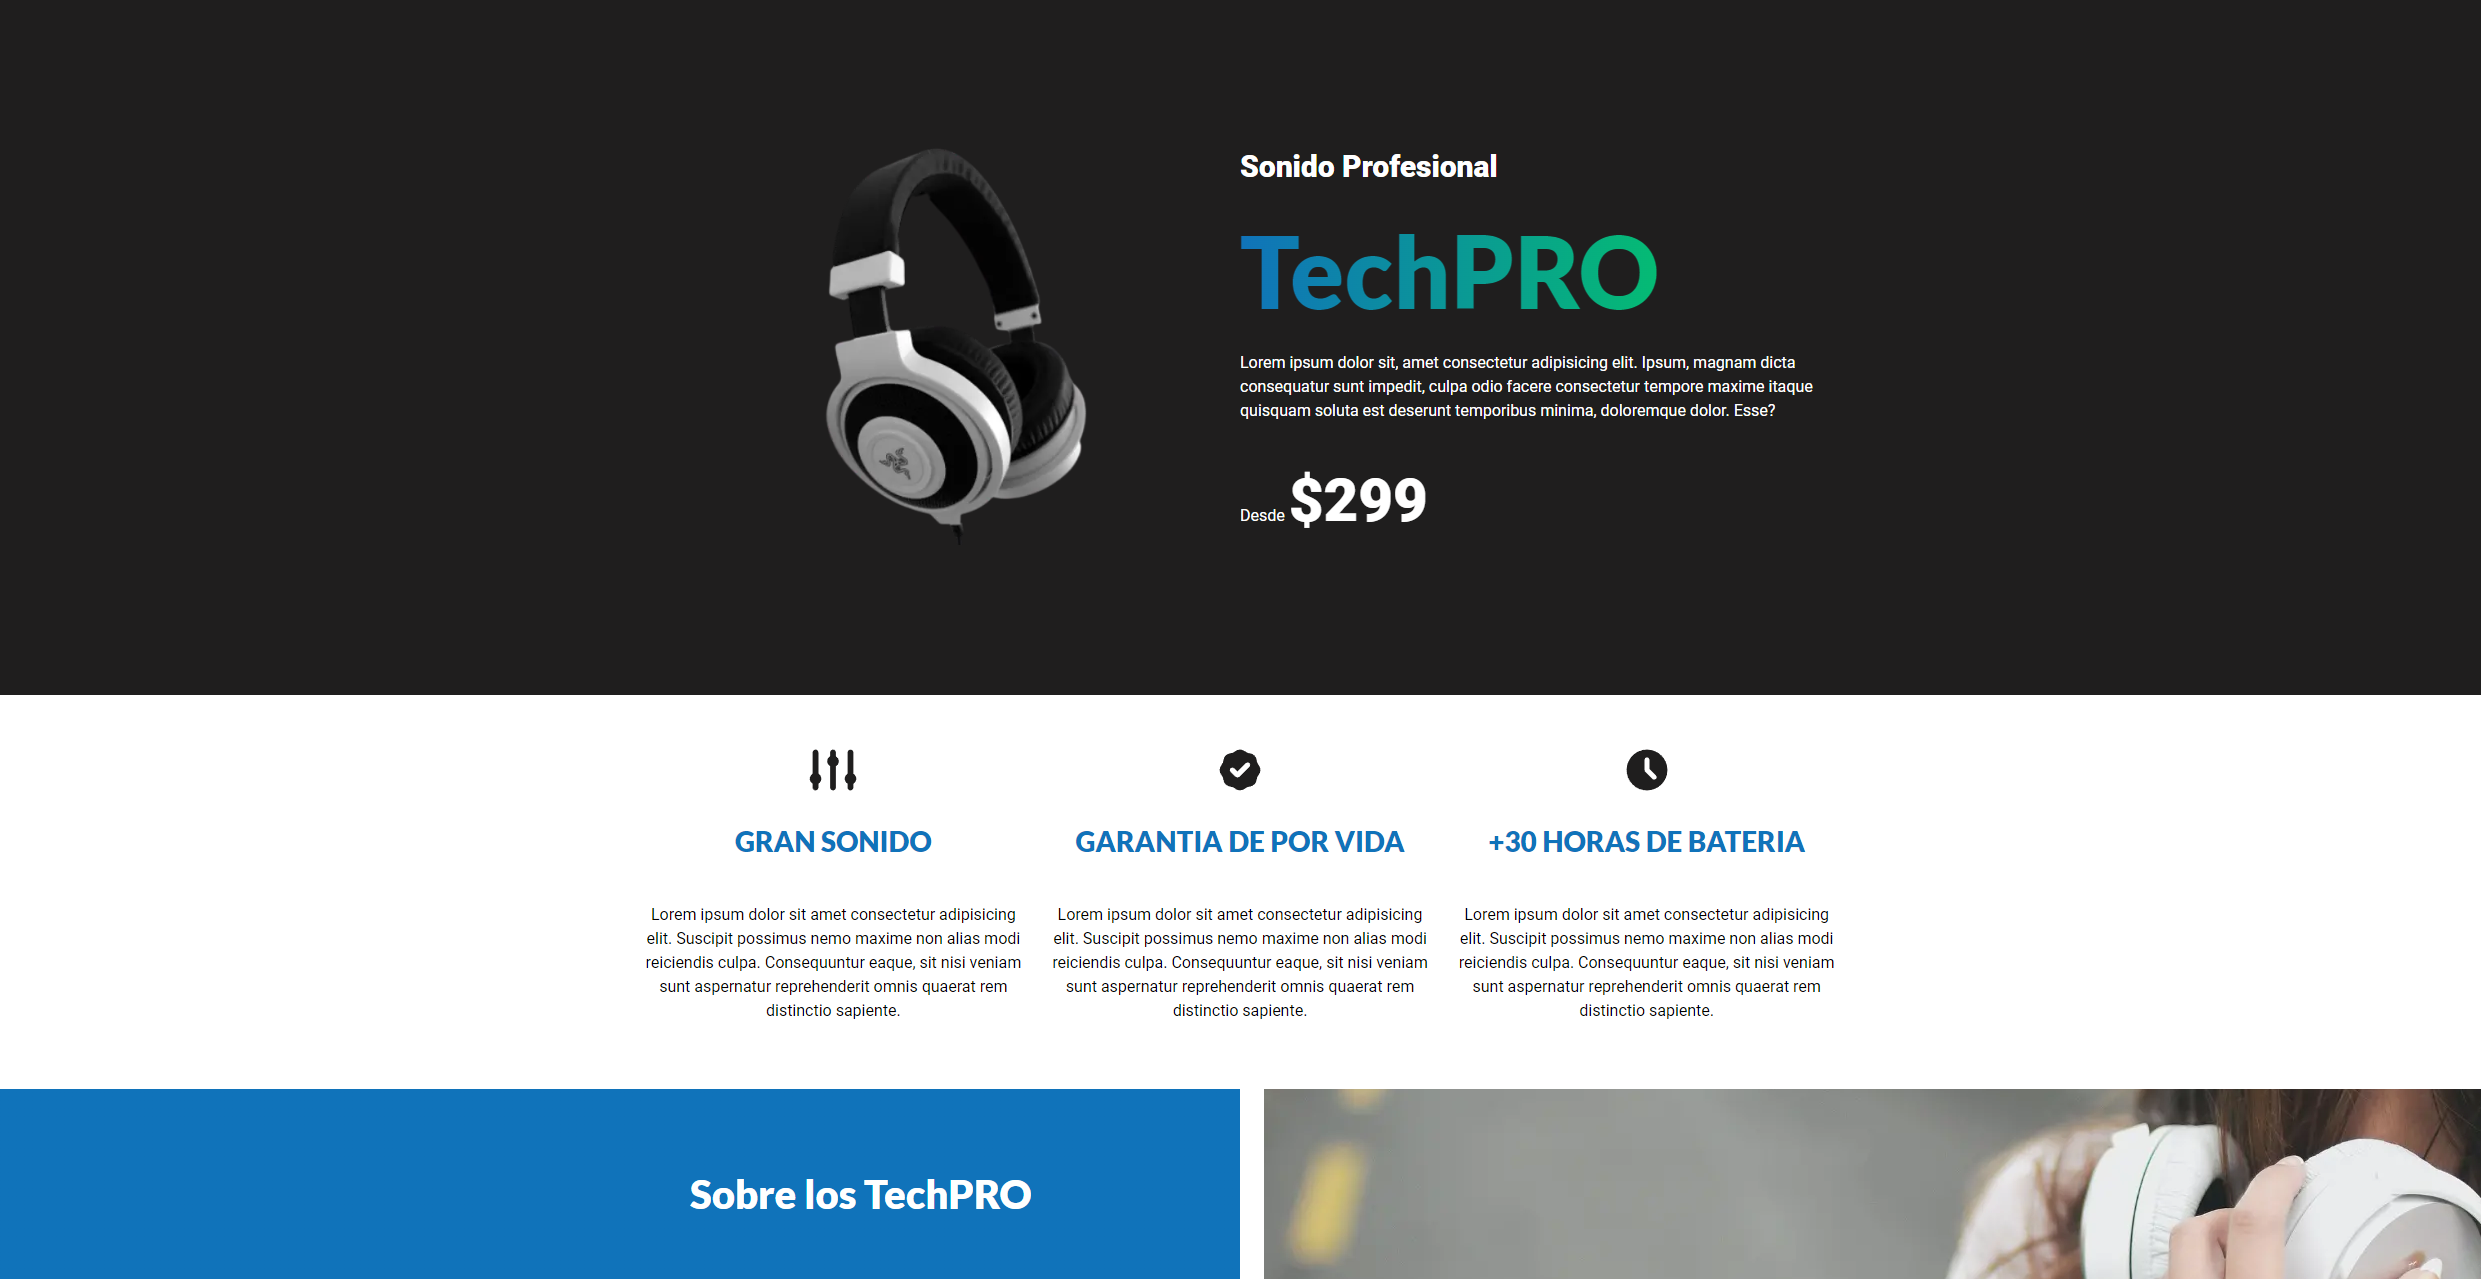 Sonido Profesional
TechPRO
Lorem ipsum dolor sit, amet consectetur adipisicing elit. Ipsum, magnam dicta
consequatur sunt impedit, culpa odio facere consectetur tempore maxime itaque
quisquam soluta est deserunt temporibus minima, doloremque dolor. Esse?
Desde $299
GRAN SONIDO
Lorem ipsum dolor sit amet consectetur adipisicing
elit. Suscipit possimus nemo maxime non alias modi
reiciendis culpa. Consequuntur eaque, sit nisi veniam
sunt aspernatur reprehenderit omnis quaerat rem
distinctio sapiente.
GARANTIA DE POR VIDA
Lorem ipsum dolor sit amet consectetur adipisicing
elit. Suscipit possimus nemo maxime non alias modi
reiciendis culpa. Consequuntur eaque, sit nisi veniam
sunt aspernatur reprehenderit omnis quaerat rem
distinctio sapiente.
+30 HORAS DE BATERIA
Lorem ipsum dolor sit amet consectetur adipisicing
elit. Suscipit possimus nemo maxime non alias modi
reiciendis culpa. Consequuntur eaque, sit nisi veniam
sunt aspernatur reprehenderit omnis quaerat rem
distinctio sapiente.
Sobre los TechPRO